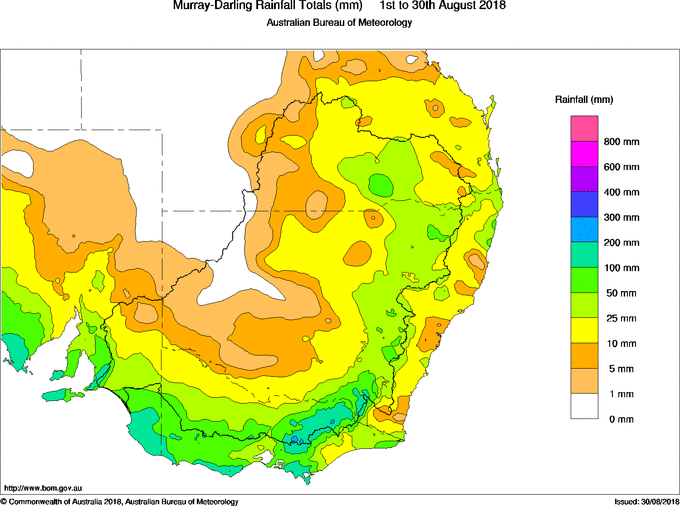 Murray-Darling Rainfall Totals (mm) 1st to 30th August 2018
Australian Bureau of Meteorology
Rainfall (mm)
800 mm
600 mm
400 mm
300 mm
200 mm
100 mm
50 mm
25 mm
10 mm
5 mm
1 mm
0 mm
http://www.bom.gov.au
© Commonwealth of Australia 2018, Australian Bureau of Meteorology
Issued: 30/08/2018